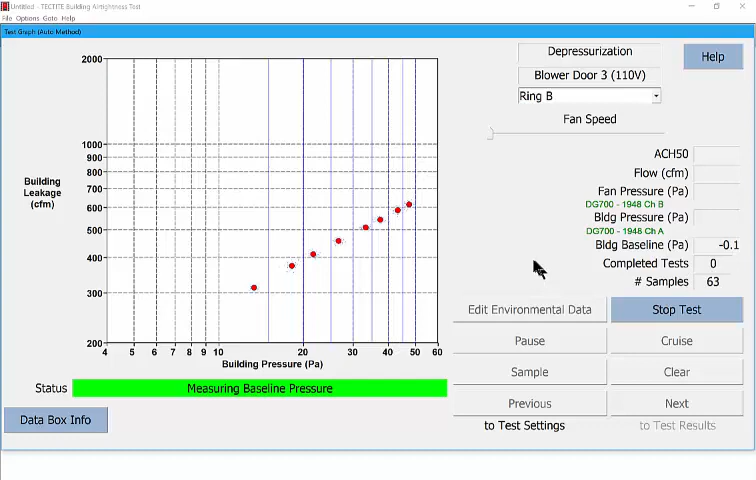 Untitled - TECTITE Building Airtightness Test
File Options Goto Help
Test Graph (Auto Method)
2000
1000
900
800
700
600
500
400
300
200
Building
Leakage
(cfm)
4 5 6 7 8 9 10 20 30 40 50 60
Building Pressure (Pa)
Status Measuring Baseline Pressure
Data Box Info
Depressurization
Help
Blower Door 3 (110V)
Ring B
Fan Speed
ACH50
Flow (cfm)
Fan Pressure (Pa)
DG700 - 1948 Ch B
Bldg Pressure (Pa)
DG700 - 1948 Ch A
Bldg Baseline (Pa) -0.1
Completed Tests 0
# Samples 63
Edit Environmental Data Stop Test
Pause Cruise
Sample Clear
Previous Next
to Test Settings to Test Results